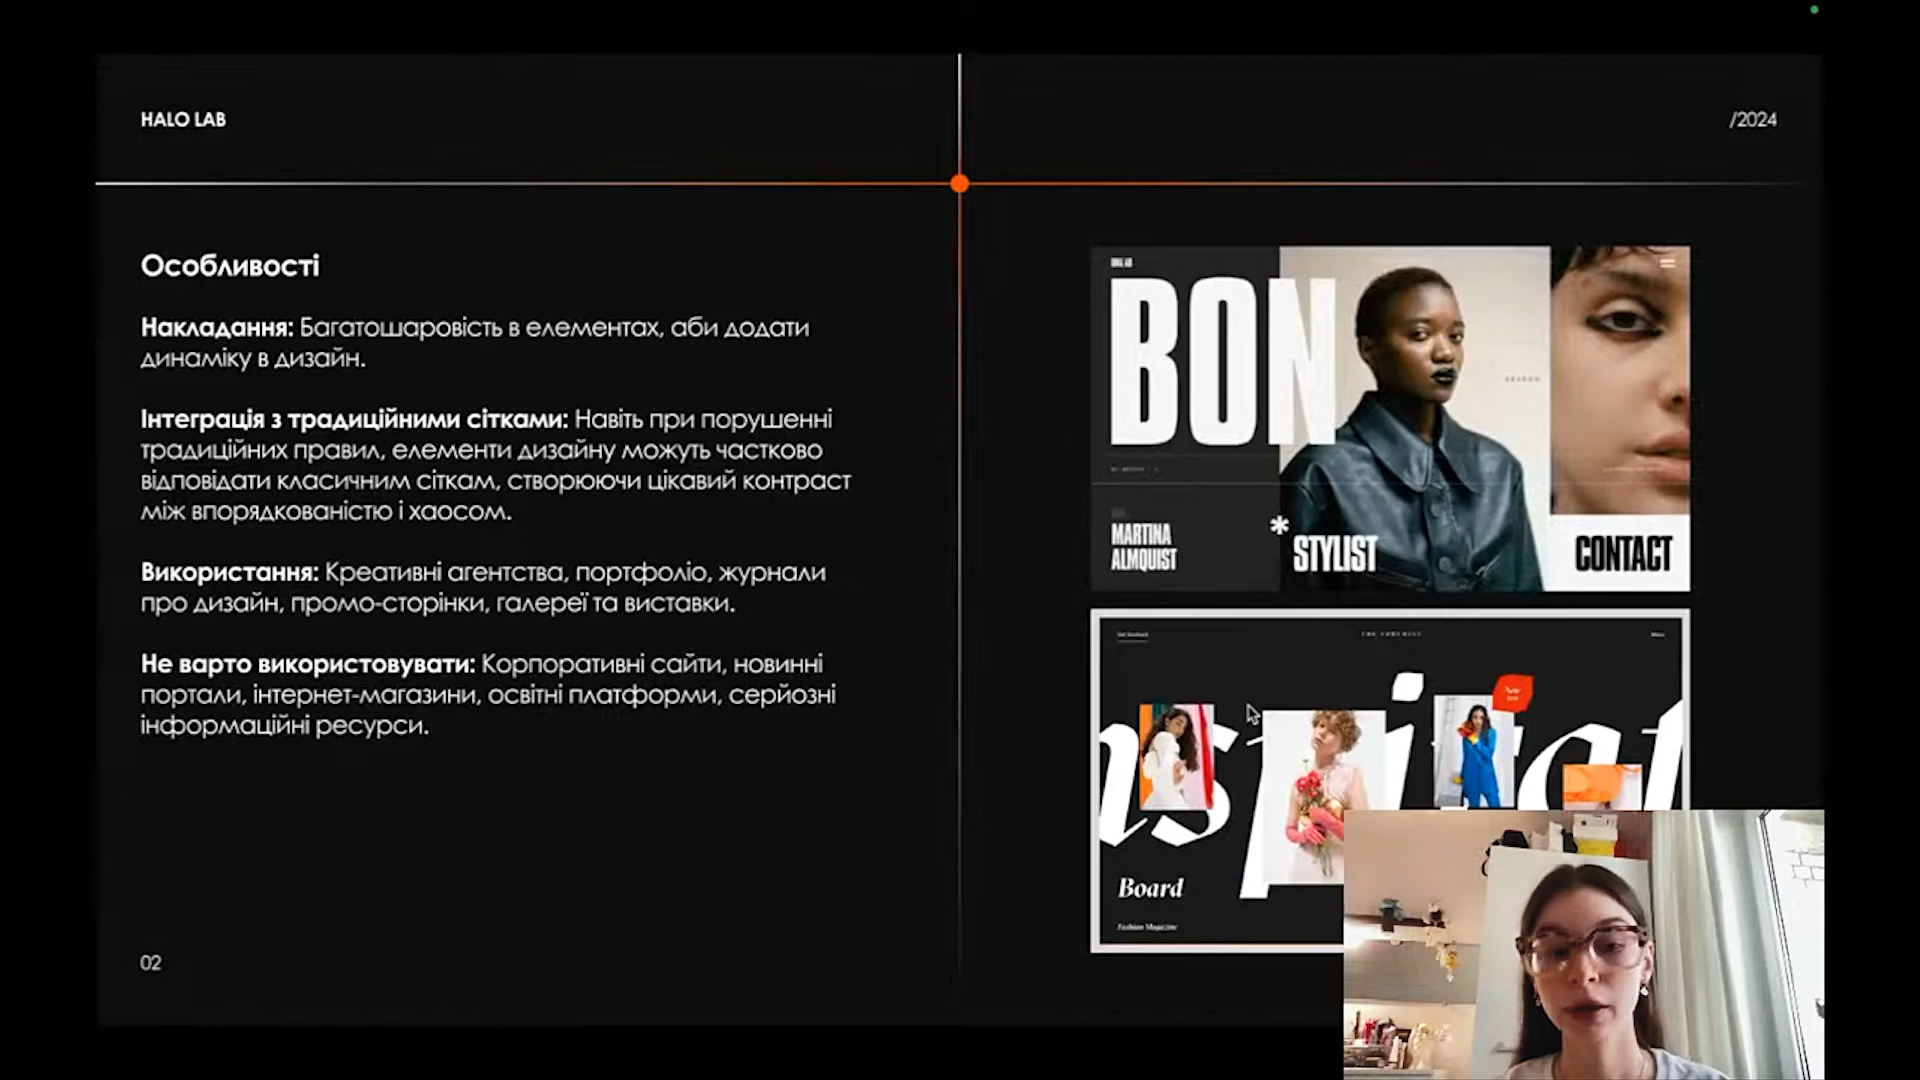 HALO LAB
/2024
Особливості
Накладання: Багатошаровість в елементах, аби додати
динаміку в дизайн.
Інтеграція з традиційними сітками: Навіть при порушенні
традиційних правил, елементи дизайну можуть частково
відповідати класичним сіткам, створюючи цікавий контраст
між впорядкованістю і хаосом.
Використання: Креативні агентства, портфоліо, журнали
про дизайн, промо-сторінки, галереї та виставки.
Не варто використовувати: Корпоративні сайти, новинні
портали, інтернет-магазини, освітні платформи, серйозні
інформаційні ресурси.
02
BON
MARTINA
ALMQUIST
* STYLIST
CONTACT
Board
Fashion Magazine